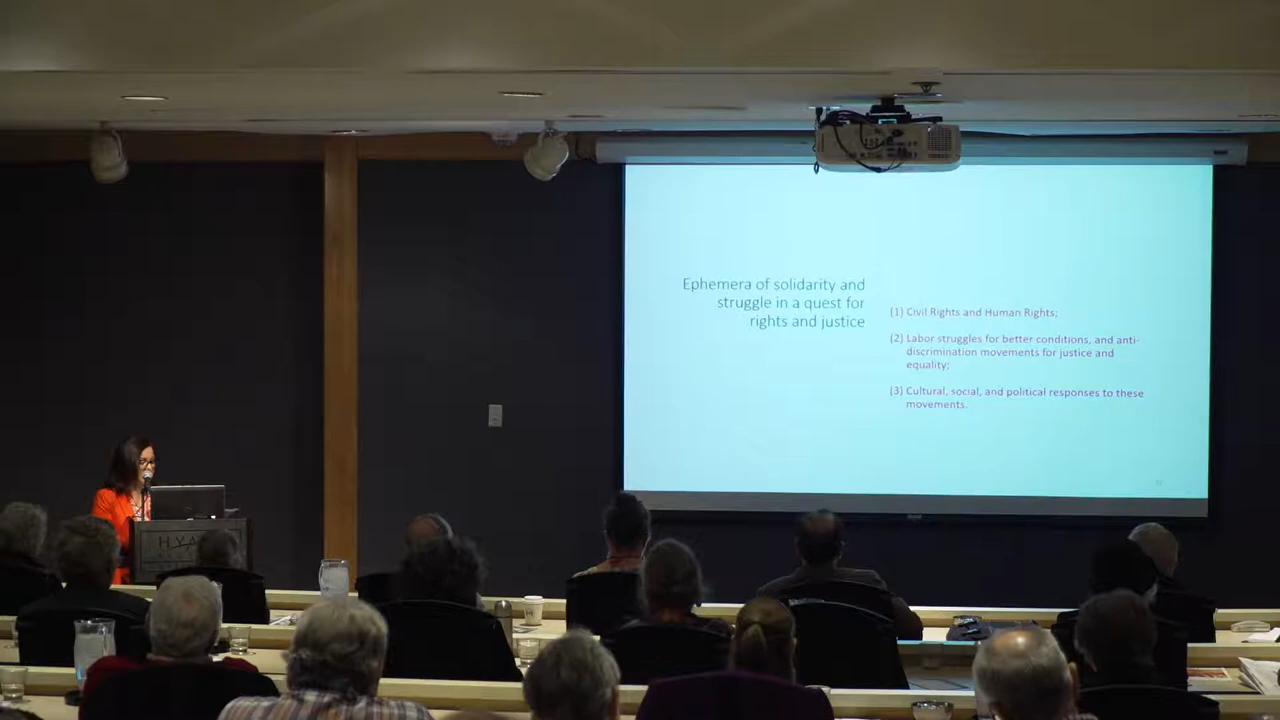 Ephemera of solidarity and
struggle in a quest for
rights and justice
(1) Civil Rights and Human Rights;
(2) Labor struggles for better conditions, and anti-
discrimination movements for justice and
equality;
(3) Cultural, social, and political responses to these
movements.